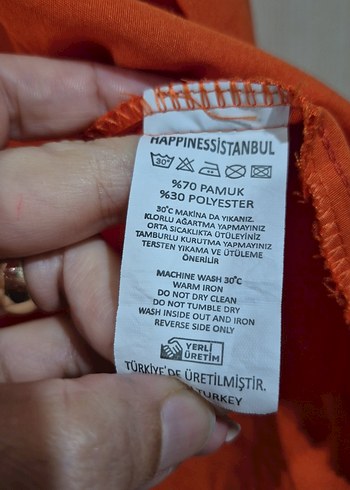 HAPPINESSİSTANBUL
30°
%70 PAMUK
%30 POLYESTER
30°C MAKİNA DA YIKANIZ.
KLORLU AĞARTMA YAPMAYINIZ
ORTA SICAKLIKTA ÜTÜLEYİNİZ
TAMBURLU KURUTMA YAPMAYINIZ
TERSTEN YIKAMA VE ÜTÜLEME
ÖNERİLİR
MACHINE WASH 30°C
WARM IRON
DO NOT DRY CLEAN
DO NOT TUMBLE DRY
WASH INSIDE OUT AND IRON
REVERSE SIDE ONLY
YERLİ
ÜRETİM
TÜRKİYE'DE ÜRETİLMİŞTİR.
TURKEY